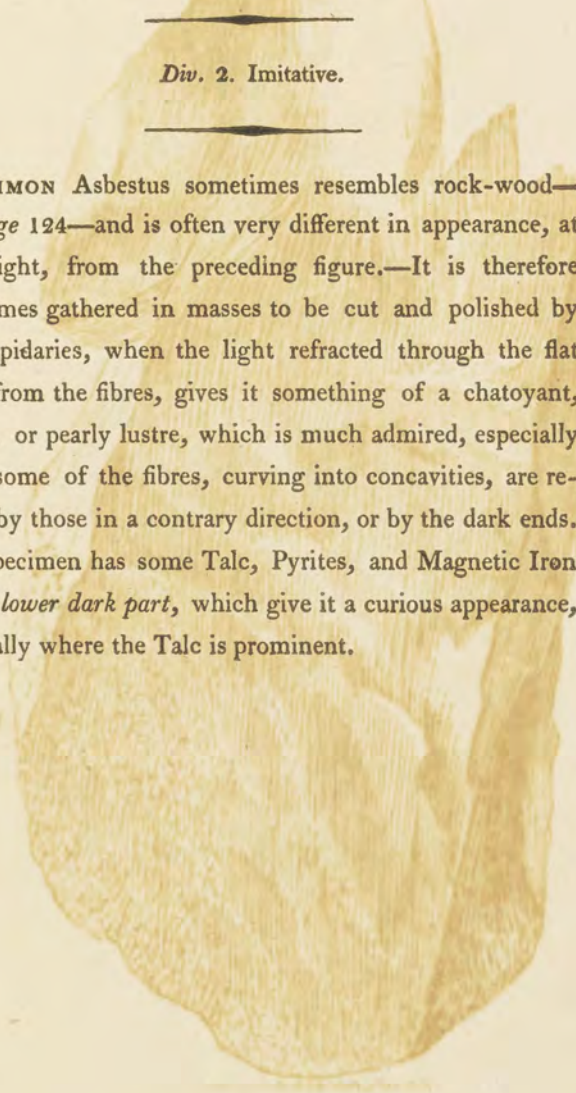 Div. 2. Imitative.
IMON Asbestus sometimes resembles rock-wood—
ge 124—and is often very different in appearance, at
ight, from the preceding figure.—It is therefore
mes gathered in masses to be cut and polished by
pidaries, when the light refracted through the flat
from the fibres, gives it something of a chatoyant,
or pearly lustre, which is much admired, especially
some of the fibres, curving into concavities, are re-
by those in a contrary direction, or by the dark ends.
pecimen has some Talc, Pyrites, and Magnetic Iron
lower dark part, which give it a curious appearance,
lly where the Talc is prominent.